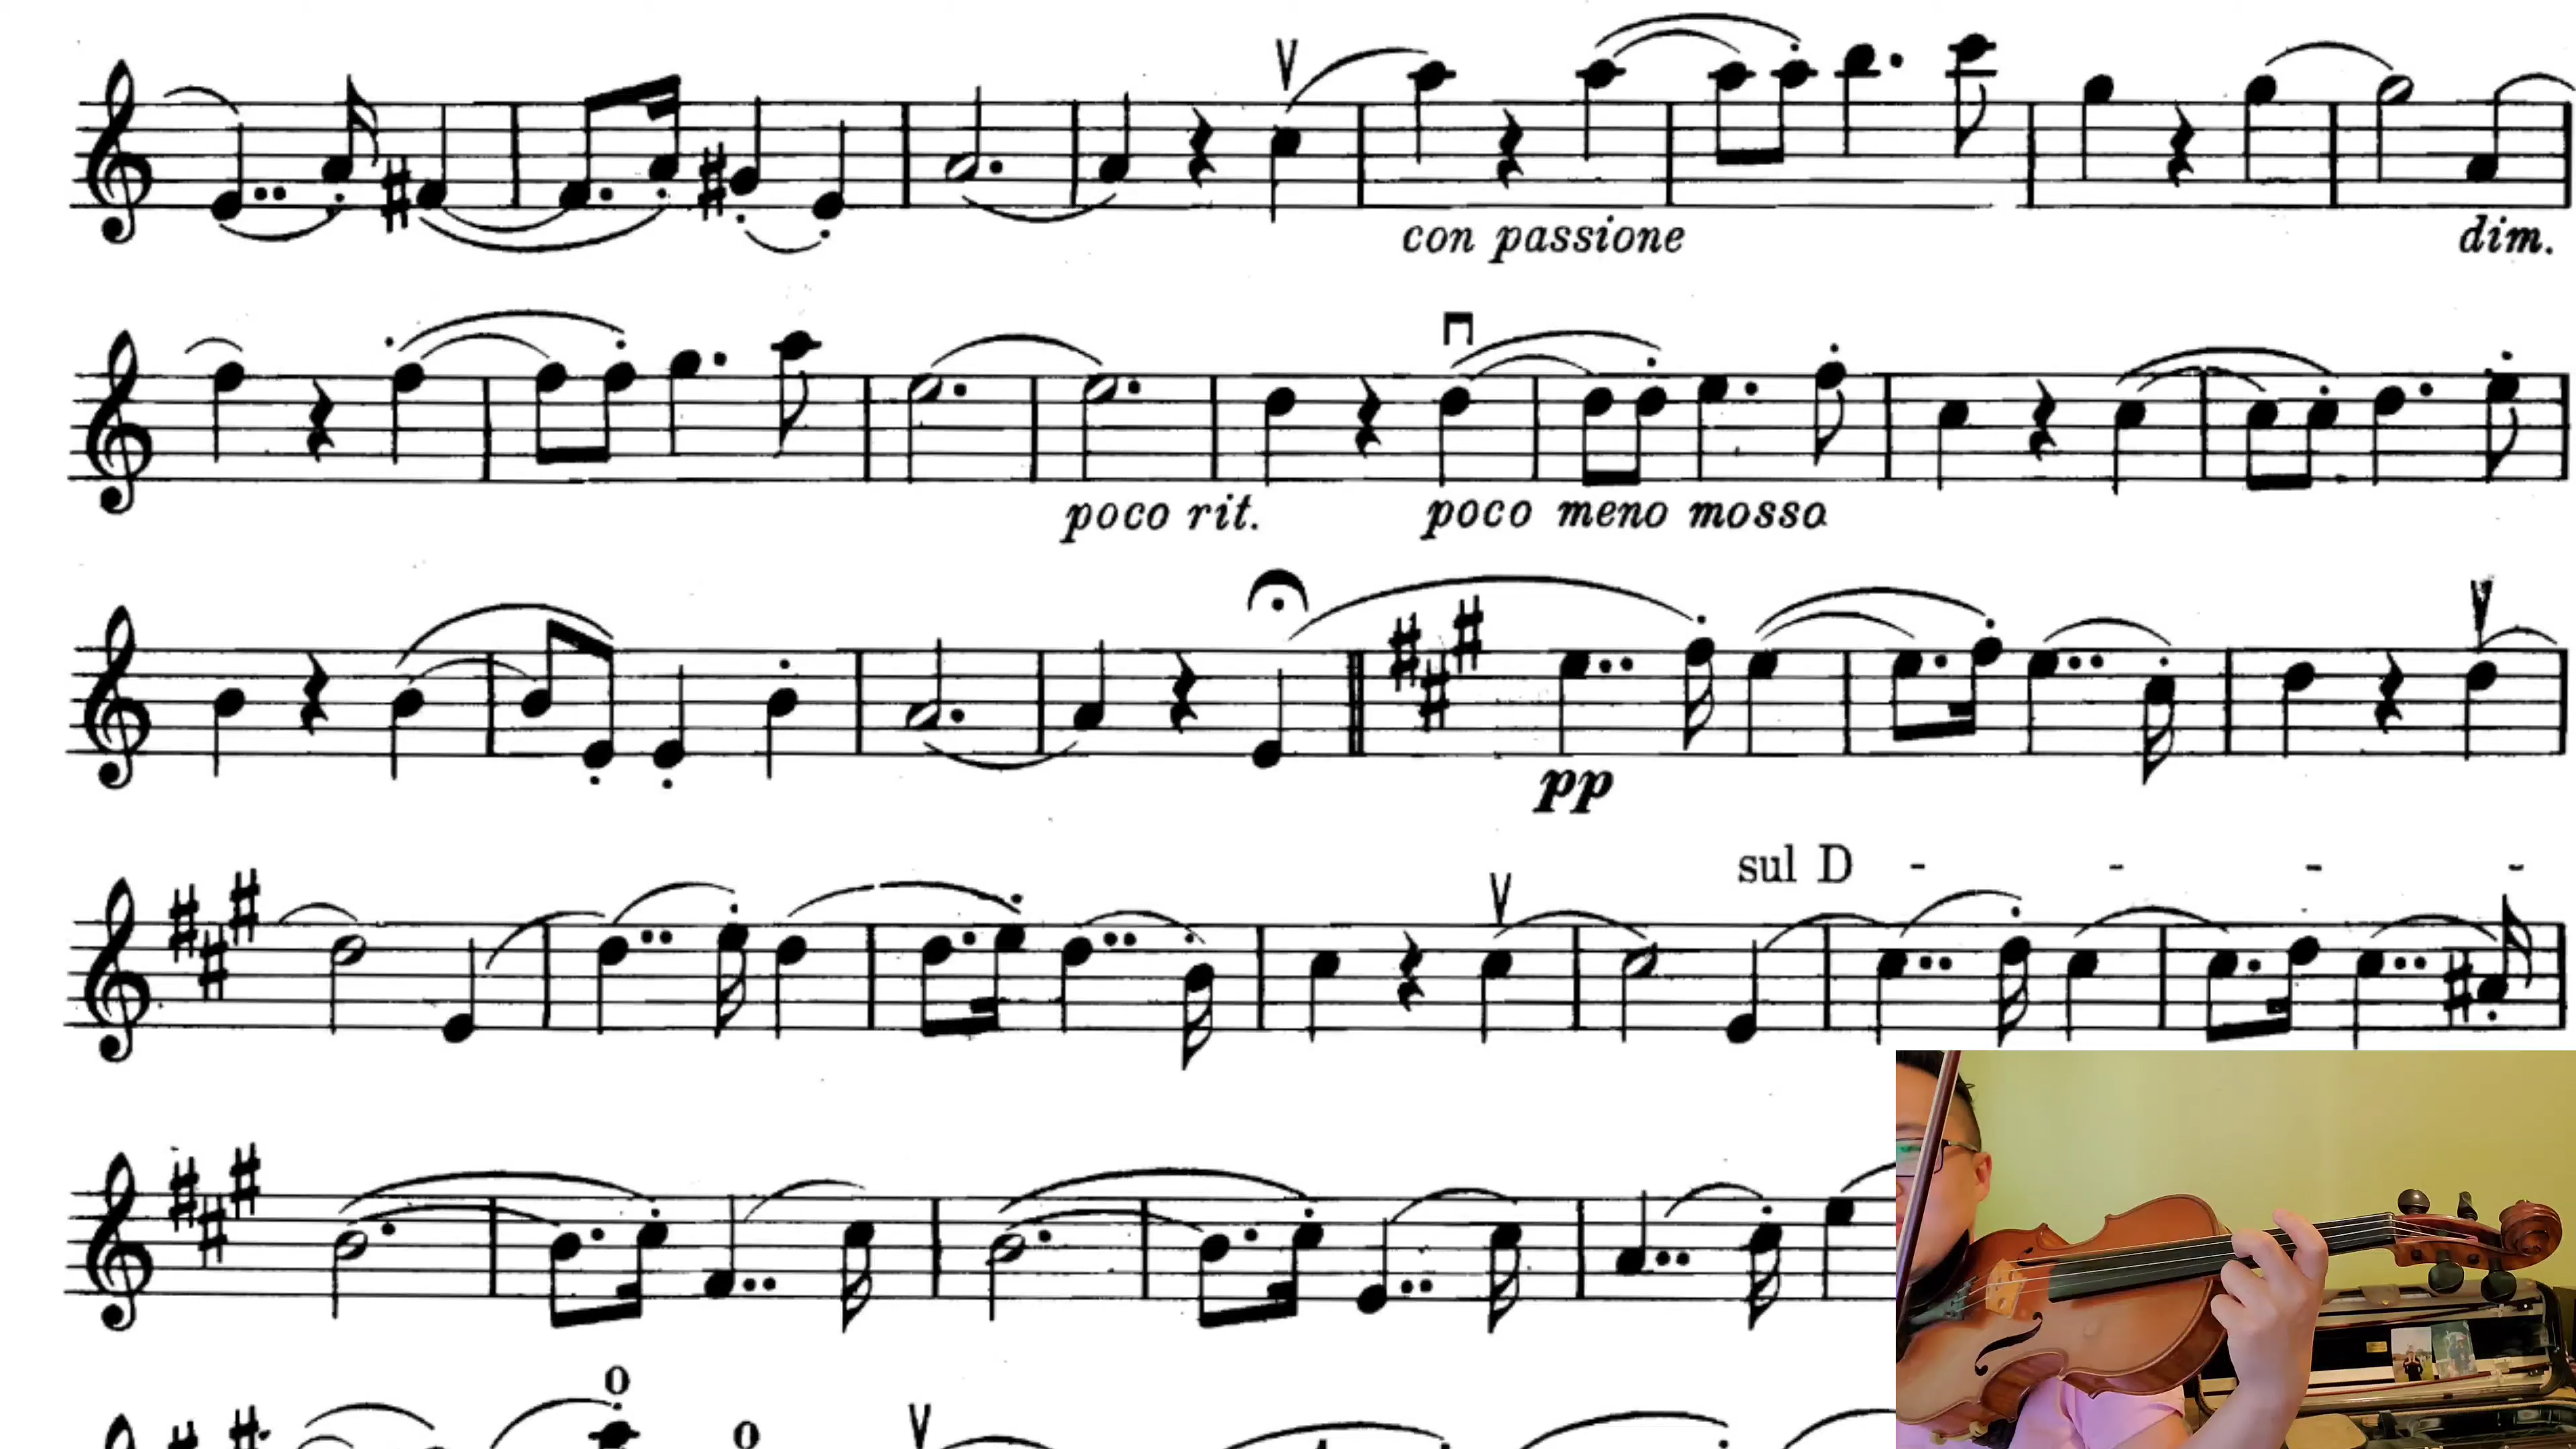 con passione dim.
poco rit. poco meno mosso
pp
sul D - - - -
o
o